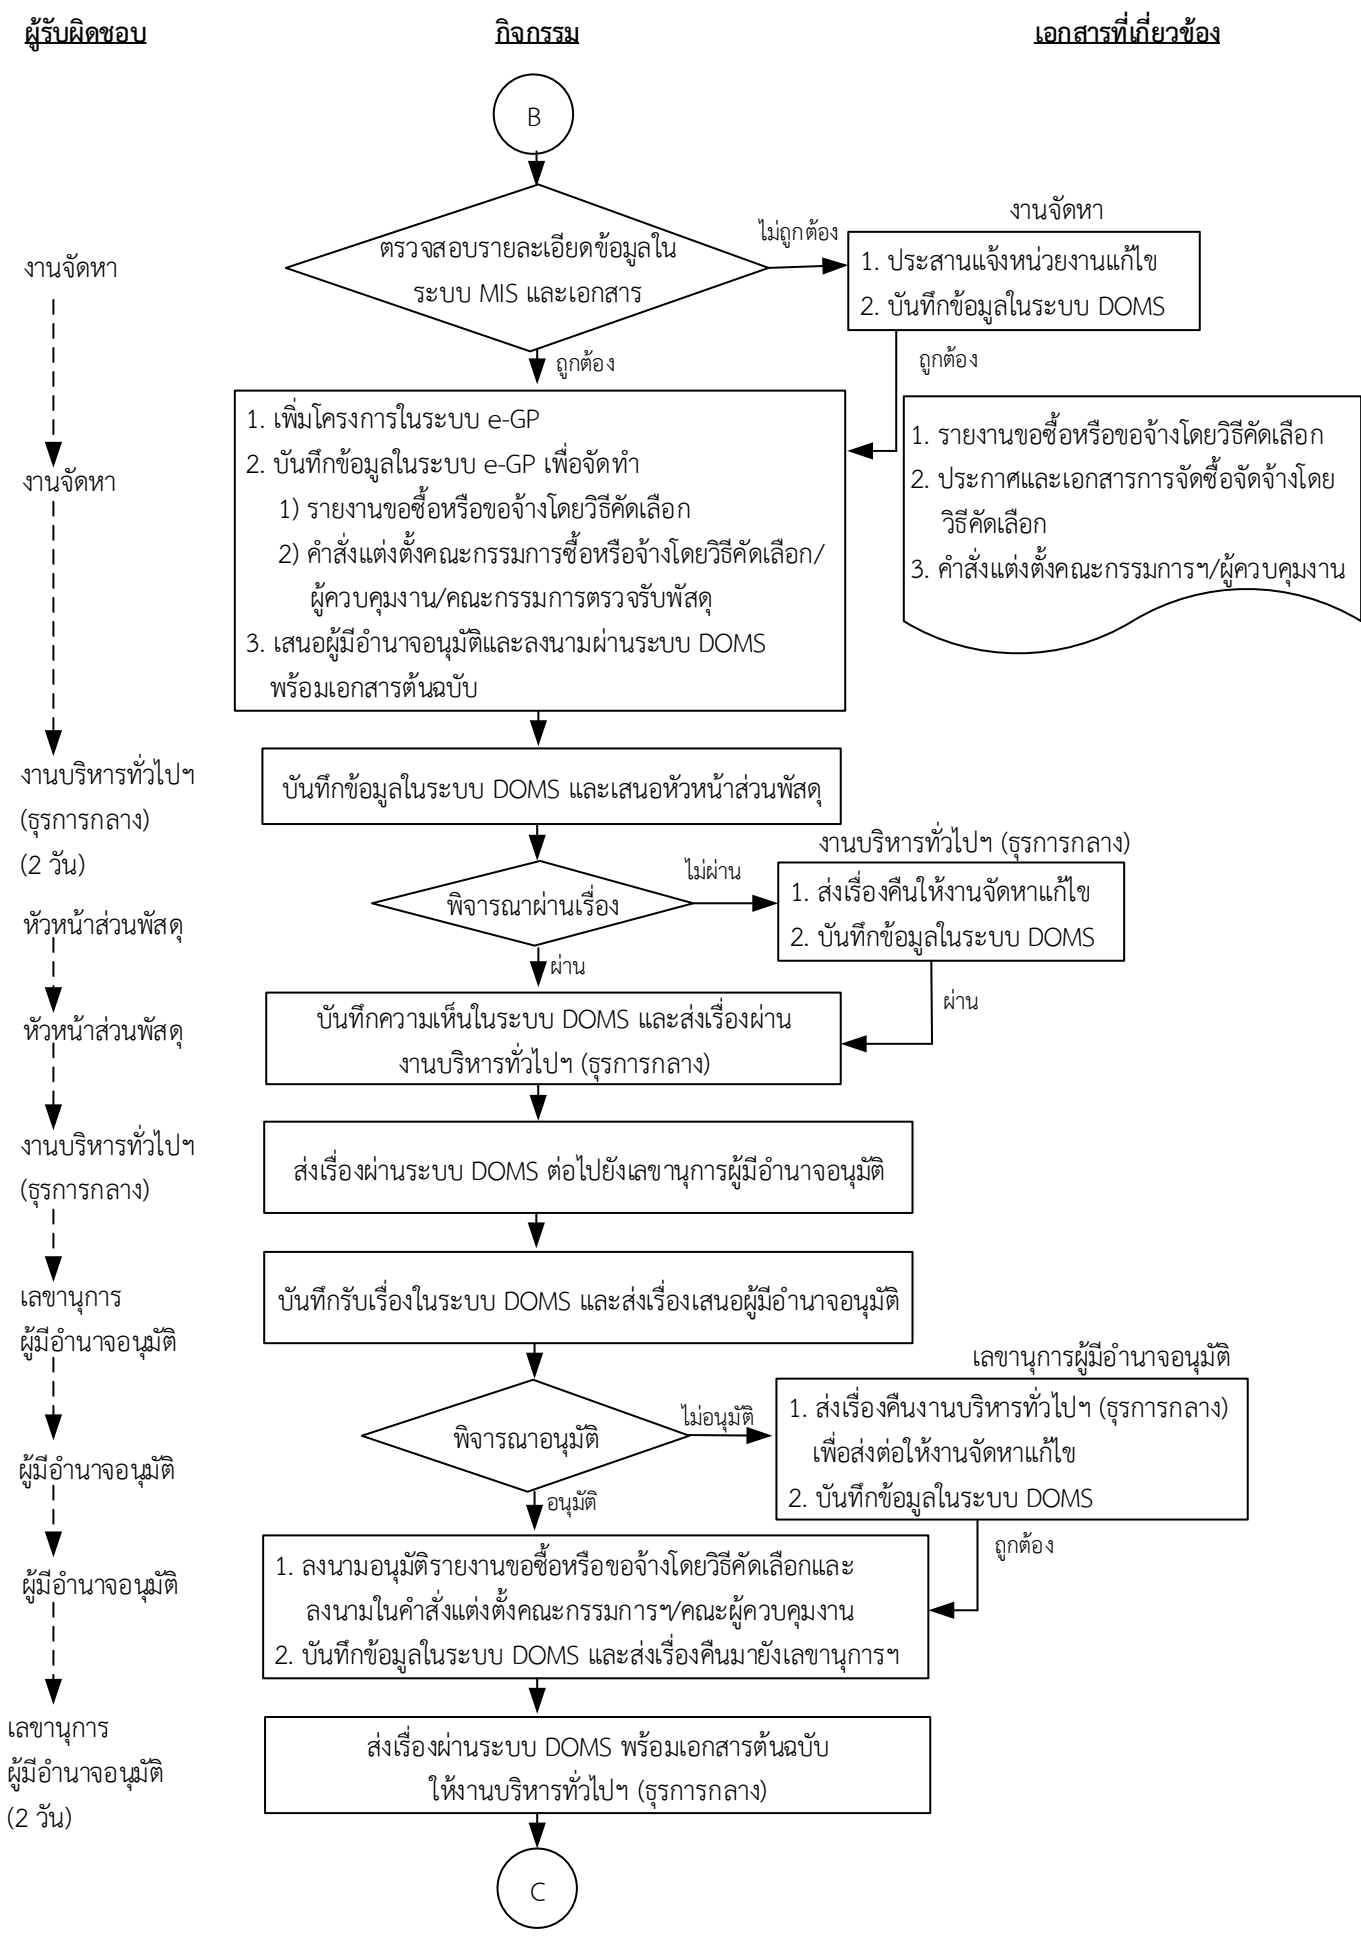 ผู้รับผิดชอบ
กิจกรรม
เอกสารที่เกี่ยวข้อง
B
งานจัดหา
ตรวจสอบรายละเอียดข้อมูลใน
ระบบ MIS และเอกสาร
ไม่ถูกต้อง
งานจัดหา
1. ประสานแจ้งหน่วยงานแก้ไข
2. บันทึกข้อมูลในระบบ DOMS
ถูกต้อง
ถูกต้อง
งานจัดหา
1. เพิ่มโครงการในระบบ e-GP
2. บันทึกข้อมูลในระบบ e-GP เพื่อจัดทำ
1) รายงานขอซื้อหรือขอจ้างโดยวิธีคัดเลือก
2) คำสั่งแต่งตั้งคณะกรรมการซื้อหรือจ้างโดยวิธีคัดเลือก/
ผู้ควบคุมงาน/คณะกรรมการตรวจรับพัสดุ
3. เสนอผู้มีอำนาจอนุมัติและลงนามผ่านระบบ DOMS
พร้อมเอกสารต้นฉบับ
1. รายงานขอซื้อหรือขอจ้างโดยวิธีคัดเลือก
2. ประกาศและเอกสารการจัดซื้อจัดจ้างโดย
วิธีคัดเลือก
3. คำสั่งแต่งตั้งคณะกรรมการฯ/ผู้ควบคุมงาน
งานบริหารทั่วไปฯ
(ธุรการกลาง)
(2 วัน)
บันทึกข้อมูลในระบบ DOMS และเสนอหัวหน้าส่วนพัสดุ
หัวหน้าส่วนพัสดุ
พิจารณาผ่านเรื่อง
ไม่ผ่าน
งานบริหารทั่วไปฯ (ธุรการกลาง)
1. ส่งเรื่องคืนให้งานจัดหาแก้ไข
2. บันทึกข้อมูลในระบบ DOMS
ผ่าน
ผ่าน
หัวหน้าส่วนพัสดุ
บันทึกความเห็นในระบบ DOMS และส่งเรื่องผ่าน
งานบริหารทั่วไปฯ (ธุรการกลาง)
งานบริหารทั่วไปฯ
(ธุรการกลาง)
ส่งเรื่องผ่านระบบ DOMS ต่อไปยังเลขานุการผู้มีอำนาจอนุมัติ
เลขานุการ
ผู้มีอำนาจอนุมัติ
บันทึกรับเรื่องในระบบ DOMS และส่งเรื่องเสนอผู้มีอำนาจอนุมัติ
ผู้มีอำนาจอนุมัติ
พิจารณาอนุมัติ
ไม่อนุมัติ
เลขานุการผู้มีอำนาจอนุมัติ
1. ส่งเรื่องคืนงานบริหารทั่วไปฯ (ธุรการกลาง)
เพื่อส่งต่อให้งานจัดหาแก้ไข
2. บันทึกข้อมูลในระบบ DOMS
อนุมัติ
ถูกต้อง
ผู้มีอำนาจอนุมัติ
1. ลงนามอนุมัติรายงานขอซื้อหรือขอจ้างโดยวิธีคัดเลือกและ
ลงนามในคำสั่งแต่งตั้งคณะกรรมการฯ/คณะผู้ควบคุมงาน
2. บันทึกข้อมูลในระบบ DOMS และส่งเรื่องคืนมายังเลขานุการฯ
เลขานุการ
ผู้มีอำนาจอนุมัติ
(2 วัน)
ส่งเรื่องผ่านระบบ DOMS พร้อมเอกสารต้นฉบับ
ให้งานบริหารทั่วไปฯ (ธุรการกลาง)
C